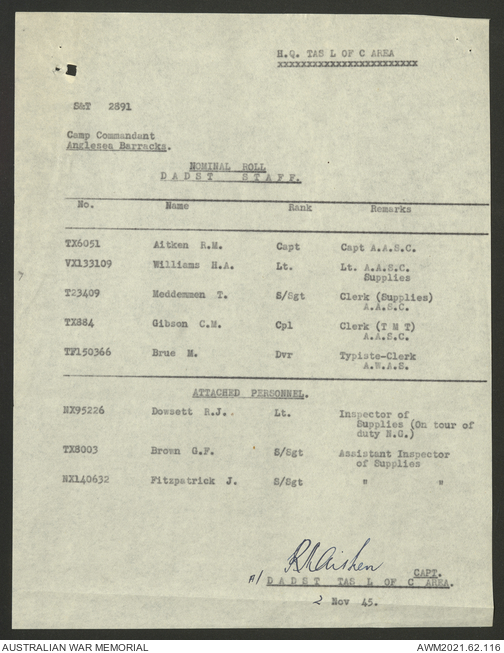 H.Q. TAS L OF C AREA
xxxxxxxxxxxxxxxxxxxxxxxx
S&T 2891
Camp Commandant
Anglesea Barracks.
NOMINAL ROLL
D A D S T S T A F F.
No. Name Rank Remarks
TX6051 Aitken R.M. Capt Capt A.A.S.C.
VX133109 Williams H.A. Lt. Lt. A.A.S.C.
Supplies
T23409 Meddemmen T. S/Sgt Clerk (Supplies)
A.A.S.C.
TX884 Gibson C.M. Cpl Clerk (T M T)
A.A.S.C.
TF150366 Brue M. Dvr Typiste-Clerk
A.W.A.S.
ATTACHED PERSONNEL.
NX95226 Dowsett R.J. Lt. Inspector of
Supplies (On tour of
duty N.G.)
TX8003 Brown G.F. S/Sgt Assistant Inspector
of Supplies
NX140632 Fitzpatrick J. S/Sgt " "
RMAitken
CAPT.
D A D S T TAS L OF C AREA.
2 Nov 45.
AUSTRALIAN WAR MEMORIAL AWM2021.62.116